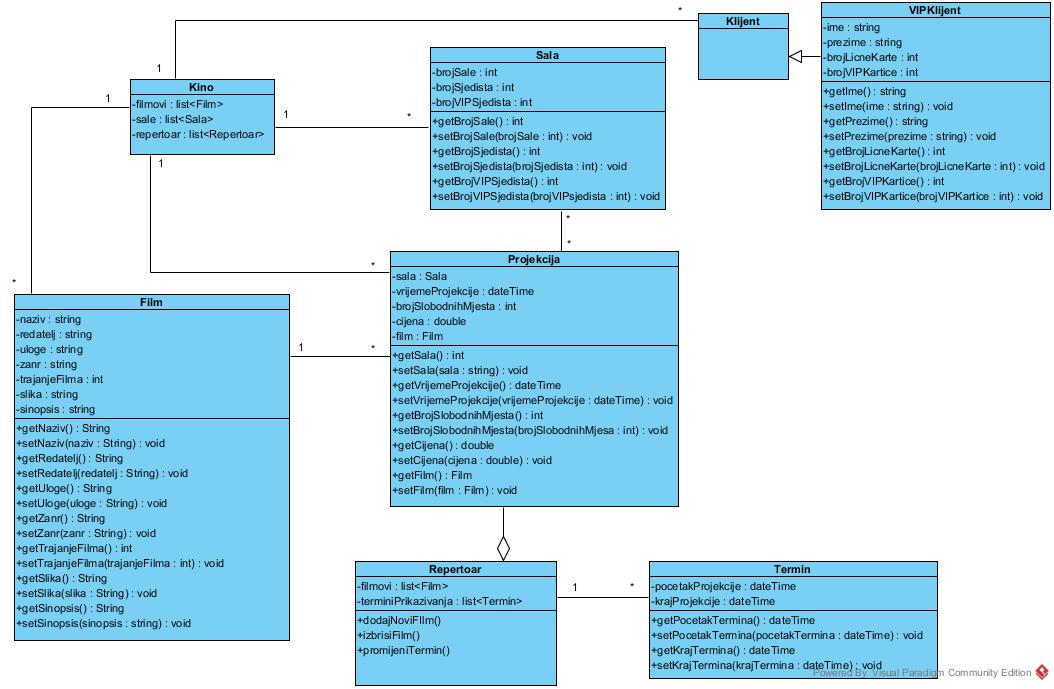 Klijent
*
VIPKlijent
-ime : string
-prezime : string
-brojLicneKarte : int
-brojVIPKartice : int
+getIme() : string
+setIme(ime : string) : void
+getPrezime() : string
+setPrezime(prezime : string) : void
+getBrojLicneKarte() : int
+setBrojLicneKarte(brojLicneKarte : int) : void
+getBrojVIPKartice() : int
+setBrojVIPKartice(brojVIPKartice : int) : void
Sala
-brojSale : int
-brojSjedista : int
-brojVIPSjedista : int
+getBrojSale() : int
+setBrojSale(brojSale : int) : void
+getBrojSjedista() : int
+setBrojSjedista(brojSjedista : int) : void
+getBrojVIPSjedista() : int
+setBrojVIPSjedista(brojVIPsjedista : int) : void
1
Kino
-filmovi : list<Film>
-sale : list<Sala>
-repertoar : list<Repertoar>
1
1
*
1
*
*
*
*
Projekcija
-sala : Sala
-vrijemeProjekcije : dateTime
-brojSlobodnihMjesta : int
-cijena : double
-film : Film
+getSala() : int
+setSala(sala : string) : void
+getVrijemeProjekcije() : dateTime
+setVrijemeProjekcije(vrijemeProjekcije : dateTime) : void
+getBrojSlobodnihMjesta() : int
+setBrojSlobodnihMjesta(brojSlobodnihMjesa : int) : void
+getCijena() : double
+setCijena(cijena : double) : void
+getFilm() : Film
+setFilm(film : Film) : void
Film
-naziv : string
-redatelj : string
-uloge : string
-zanr : string
-trajanjeFilma : int
-slika : string
-sinopsis : string
+getNaziv() : String
+setNaziv(naziv : String) : void
+getRedatelj() : String
+setRedatelj(redatelj : String) : void
+getUloge() : String
+setUloge(uloge : String) : void
+getZanr() : String
+setZanr(zanr : String) : void
+getTrajanjeFilma() : int
+setTrajanjeFilma(trajanjeFilma : int) : void
+getSlika() : String
+setSlika(slika : String) : void
+getSinopsis() : String
+setSinopsis(sinopsis : string) : void
1
*
Repertoar
-filmovi : list<Film>
-terminiPrikazivanja : list<Termin>
+dodajNoviFIlm()
+izbrisiFilm()
+promijeniTermin()
1
*
Termin
-pocetakProjekcije : dateTime
-krajProjekcije : dateTime
+getPocetakTermina() : dateTime
+setPocetakTermina(pocetakTermina : dateTime) : void
+getKrajTermina() : dateTime
+setKrajTermina(krajTermina : dateTime) : void
Powered By Visual Paradigm Community Edition